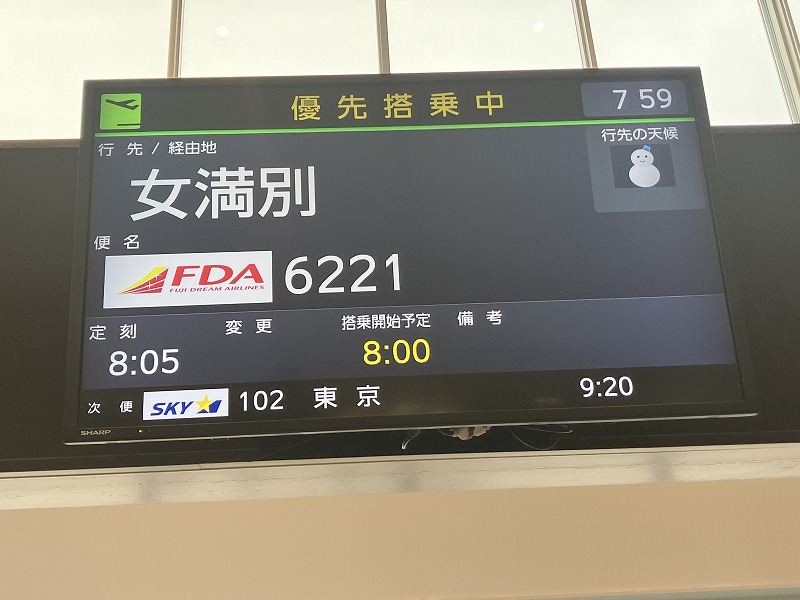 優先搭乗中 7 59
行 先 / 経由地 行先の天候
女満別
便 名
FDA 6221
FUJI DREAM AIRLINES
定 刻 変 更 搭乗開始予定 備 考
8:05 8:00
次 便 SKY 102 東 京 9:20
SHARP